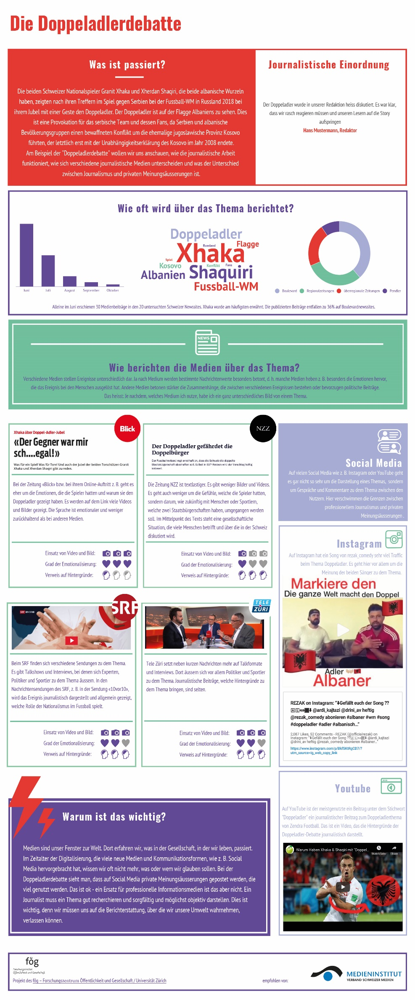 Die Doppeladlerdebatte
Was ist passiert?
Die beiden Schweizer Nationalspieler Granit Xhaka und Xherdan Shaqiri, die beide albanische Wurzeln
haben, zeigten nach ihren Treffern im Spiel gegen Serbien bei der Fussball-WM in Russland 2018 bei
ihrem Jubel mit einer Geste den Doppeladler. Der Doppeladler ist auf der Flagge Albaniens zu sehen. Dies
ist eine Provokation für das serbische Team und dessen Fans, da Serbien und albanische
Bevölkerungsgruppen einen bewaffneten Konflikt um die ehemalige jugoslawische Provinz Kosovo
führten, der letztlich erst mit der Unabhängigkeitserklärung des Kosovo im Jahr 2008 endete.
Am Beispiel der "Doppeladlerdebatte" wollen wir uns anschauen, wie die journalistische Arbeit
funktioniert, wie sich verschiedene journalistische Medien unterscheiden und was der Unterschied
zwischen Journalismus und privaten Meinungsäusserungen ist.
Journalistische Einordnung
Der Doppeladler wurde in unserer Redaktion heiss diskutiert. Es war klar,
dass wir rasch reagieren müssen und unseren Lesern auf die Story
aufspringen
Hans Mustermann, Redaktor
Wie oft wird über das Thema berichtet?
Juni Juli August September Oktober
Doppeladler
Russland Flagge
Xhaka
Spiel
Kosovo Konflikt Fans
Albanien Shaquiri
Fussball-WM
Boulevard Regionalzeitungen überregionale Zeitungen Pendler
Alleine im Juni erschienen 30 Medienbeiträge in den 20 untersuchten Schweizer Newssites. Xhaka wurde am häufigsten erwähnt. Die publizierten Beiträge entfallen zu 36% auf Boulevardnewssites.
NEWS
Wie berichten die Medien über das Thema?
Verschiedene Medien stellen Ereignisse unterschiedlich dar. Ja nach Medium werden bestimmte Nachrichtenwerte besonders betont, d. h. manche Medien heben z. B. besonders die Emotionen hervor,
die das Ereignis bei den Menschen ausgelöst hat. Andere Medien betonen stärker die Zusammenhänge, die zwischen verschiedenen Ereignissen bestehen oder bevorzugen politische Beiträge.
Das heisst: Je nachdem, welches Medium ich nutze, habe ich ein ganz unterschiedliches Bild von einem Thema.
Blick
Xhaka über Doppel-Adler-Jubel
«Der Gegner war mir
sch....egal!»
Was für ein Spiel! Was für Tore! Und auch der Jubel der beiden Torschützen Granit
Xhaka und Xherdan Shaqiri gibt zu reden.
Bei der Zeitung «Blick» bzw. bei ihrem Online-Auftritt z. B. geht es
eher um die Emotionen, die die Spieler hatten und warum sie den
Doppeladler gezeigt haben. Es werden auf dem Link viele Videos
und Bilder gezeigt. Die Sprache ist emotionaler und weniger
zurückhaltend als bei anderen Medien.
Einsatz von Video und Bild:
Grad der Emotionalisierung:
Verweis auf Hintergründe:
NZZ
Der Doppeladler gefährdet die
Doppelbürger
Der Fussballverband regt ernsthaft an, dass die Schweiz die doppelte
Staatsbürgerschaft abschaffen soll. Selbst in SVP-Kreisen wird der Vorschlag heftig
kritisiert.
Die Zeitung NZZ ist textlastiger. Es gibt weniger Bilder und Videos.
Es geht auch weniger um die Gefühle, welche die Spieler hatten,
sondern darum, wie zukünftig mit Menschen oder Sportlern,
welche zwei Staatsbürgerschaften haben, umgegangen werden
soll. Im Mittelpunkt des Texts steht eine gesellschaftliche
Situation, die viele Menschen betrifft und über die in der Schweiz
diskutiert wird.
Einsatz von Video und Bild:
Grad der Emotionalisierung:
Verweis auf Hintergründe:
Social Media
Auf vielen Social Media wie z. B. Instagram oder YouTube geht
es gar nicht so sehr um die Darstellung eines Themas, sondern
um Gespräche und Kommentare zu dem Thema zwischen den
Nutzern. Hier verschwimmen die Grenzen zwischen
professionellem Journalismus und privaten
Meinungsäusserungen .
Instagram
Auf Instagram hat ein Song von rezak_comedy sehr viel Traffic
beim Thema Doppeladler. Es geht hier vor allem um die
Meinung der beiden Sänger zu dem Thema.
Markiere den
Die ganze Welt macht den Doppel
Adler
Albaner
REZAK on Instagram: “⬇Gefällt euch der Song ??
🄰🄻 ⬇ @ardi_kajtazi @drini_av heftig
@rezak_comedy abonieren #albaner #wm #song
#doppeladler #adler #albanisch…”
2,087 Likes, 52 Comments - REZAK (@officialrezak) on
Instagram: “⬇Gefällt euch der Song ??🄰🄻 ⬇ @ardi_kajtazi
@drini_av heftig @rezak_comedy abonieren #albaner…”
https://www.instagram.com/p/BkfSKtRgCD7/?
utm_source=ig_web_copy_link
SRF 10VOR10
SRF
Beim SRF finden sich verschiedene Sendungen zu dem Thema.
Es gibt Talkshows und Interviews, bei denen sich Experten,
Politiker und Sportler zu dem Thema äussern. In den
Nachrichtensendungen des SRF, z. B. in der Sendung «10vor10»,
wird das Ereignis journalistisch dargestellt und allgemein gezeigt,
welche Rolle der Nationalismus im Fussball spielt.
Einsatz von Video und Bild:
Grad der Emotionalisierung:
Verweis auf Hintergründe:
TELE
ZÜRI
Tele Züri setzt neben kurzen Nachrichten mehr auf Talkformate
und Interviews. Dort äussern sich vor allem Politiker und Sportler
zu dem Thema. Journalistische Beiträge, welche Hintergründe zu
dem Thema bringen, sind selten.
Einsatz von Video und Bild:
Grad der Emotionalisierung:
Verweis auf Hintergründe:
Youtube
Auf YouTube ist der meistgenutzte ein Beitrag unter dem Stichwort
"Doppeladler" ein journalistischer Beitrag zum Doppeladlerthema
von Zendra Football. Das ist ein Video, das die Hintergründe der
Doppeladler-Debatte journalistisch darstellt.
Warum Haben Xhaka & Shaqiri mit "Doppel...
Watch later Share
Warum ist das wichtig?
Medien sind unser Fenster zur Welt. Dort erfahren wir, was in der Gesellschaft, in der wir leben, passiert.
Im Zeitalter der Digitalisierung, die viele neue Medien und Kommunikationsformen, wie z. B. Social
Media hervorgebracht hat, wissen wir oft nicht mehr, was oder wem wir glauben sollen. Bei der
Doppeladlerdebatte sieht man, dass auf Social Media private Meinungsäusserungen gepostet werden, die
viel genutzt werden. Das ist ok - ein Ersatz für professionelle Informationsmedien ist das aber nicht. Ein
Journalist muss ein Thema gut recherchieren und sorgfältig und möglichst objektiv darstellen. Dies ist
wichtig, denn wir müssen uns auf die Berichterstattung, über die wir unsere Umwelt wahrnehmen,
verlassen können.
fög
Forschungsinstitut
Öffentlichkeit und Gesellschaft
Projekt des fög – Forschungszentrum Öffentlichkeit und Gesellschaft / Universität Zürich
empfohlen von:
MEDIENINSTITUT
VERBAND SCHWEIZER MEDIEN